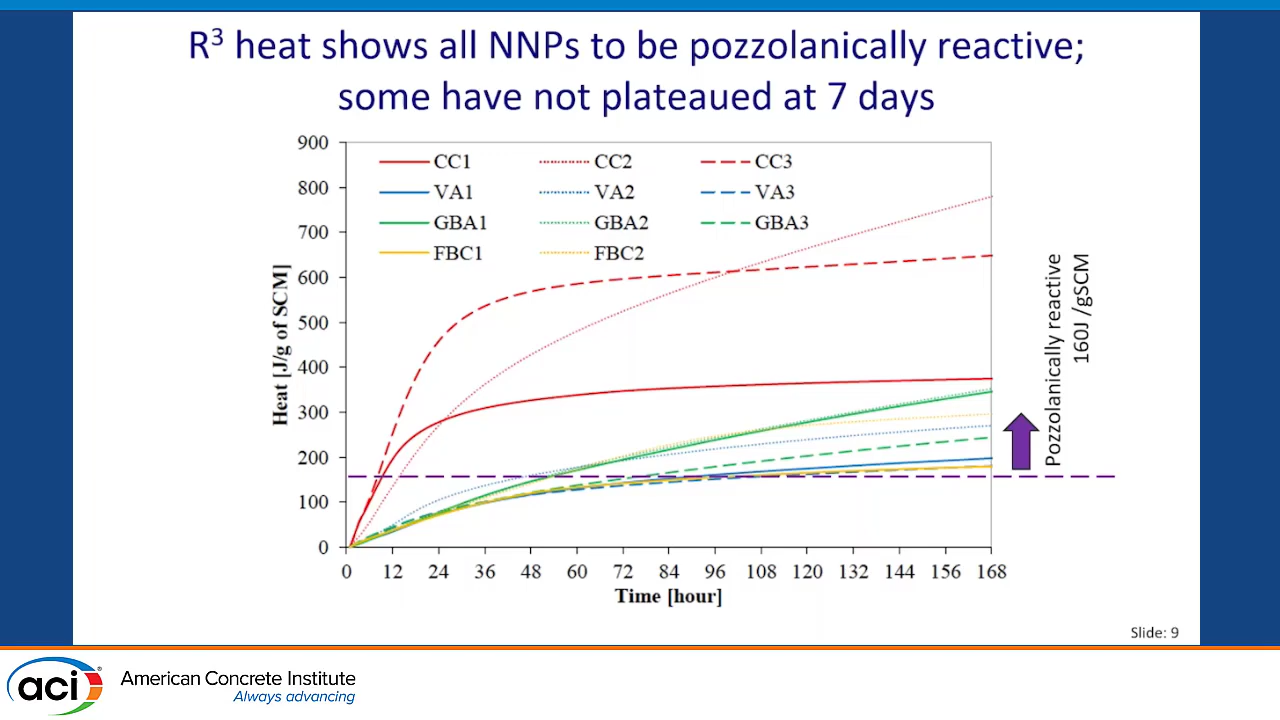 R³ heat shows all NNPs to be pozzolanically reactive;
some have not plateaued at 7 days
900
800
700
600
500
400
300
200
100
0
Heat [J/g of SCM]
CC1 CC2 CC3
VA1 VA2 VA3
GBA1 GBA2 GBA3
FBC1 FBC2
0 12 24 36 48 60 72 84 96 108 120 132 144 156 168
Time [hour]
Pozzolanically reactive
160J /gSCM
Slide: 9
aci®
American Concrete Institute
Always advancing